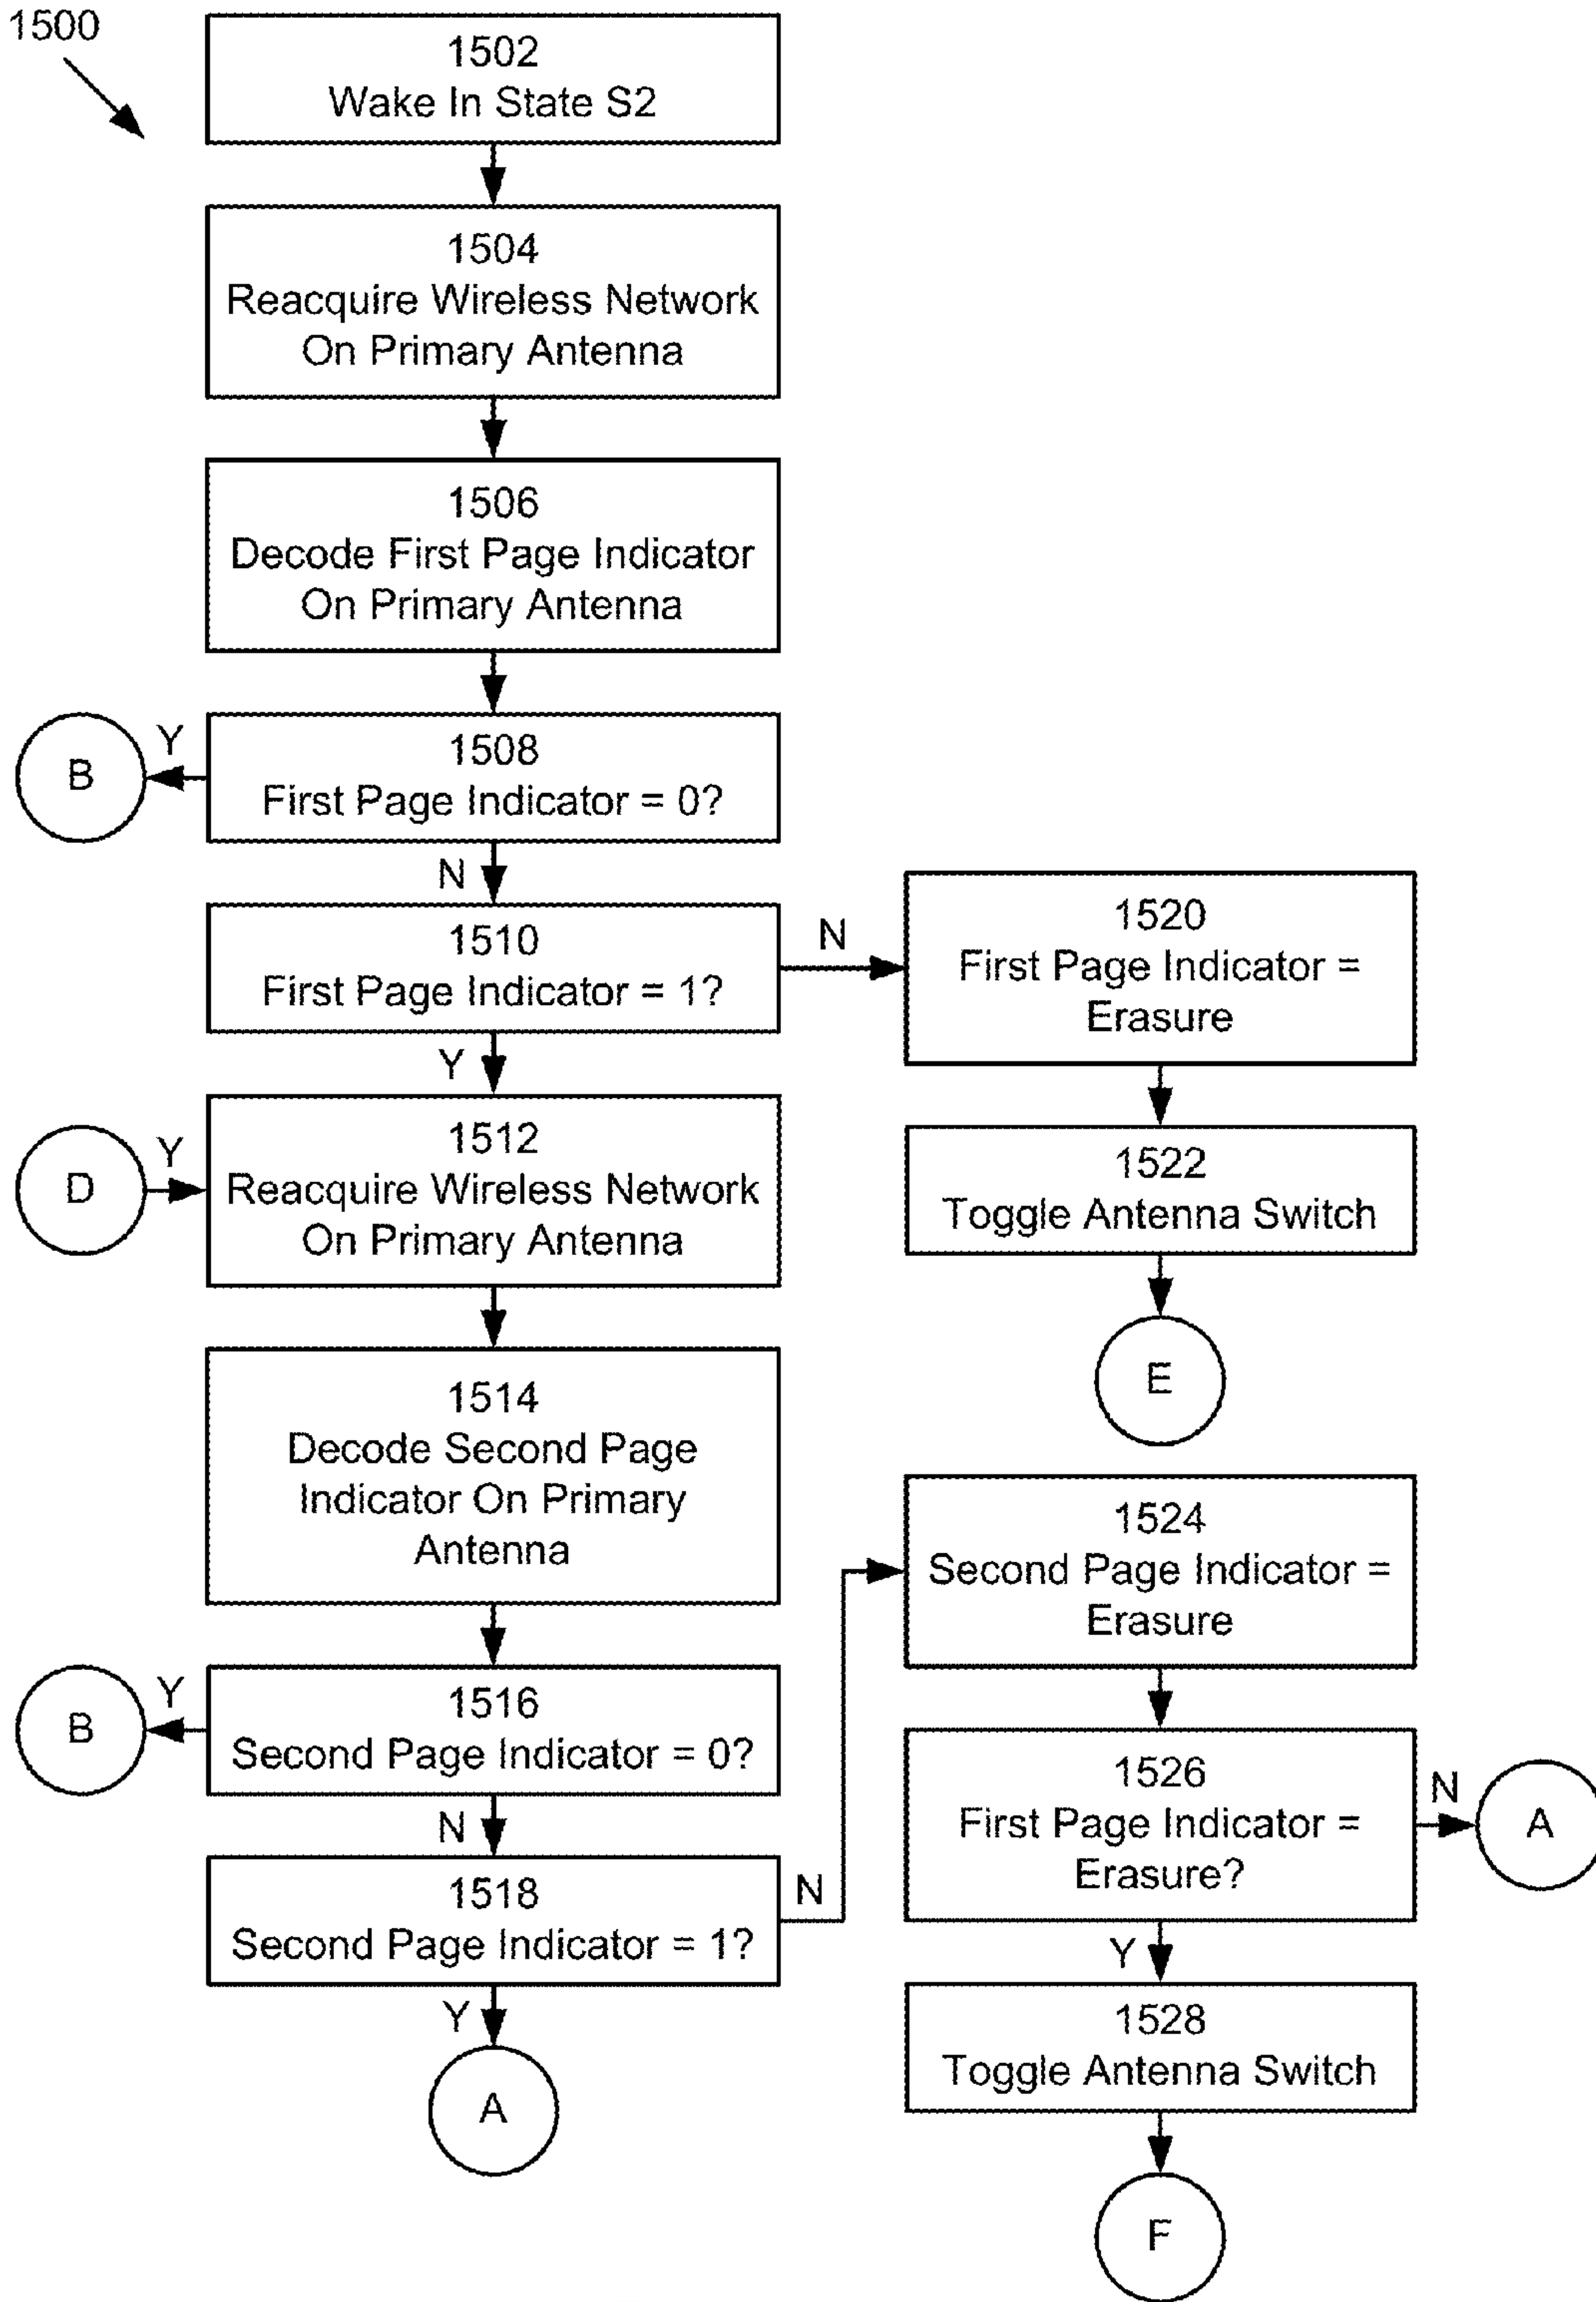 1500
1502
Wake In State S2
1504
Reacquire Wireless Network
On Primary Antenna
1506
Decode First Page Indicator
On Primary Antenna
B
Y
1508
First Page Indicator = 0?
N
1510
First Page Indicator = 1?
N
1520
First Page Indicator =
Erasure
Y
D
Y
1512
Reacquire Wireless Network
On Primary Antenna
1522
Toggle Antenna Switch
E
1514
Decode Second Page
Indicator On Primary
Antenna
1524
Second Page Indicator =
Erasure
B
Y
1516
Second Page Indicator = 0?
N
1526
First Page Indicator =
Erasure?
N
A
1518
Second Page Indicator = 1?
N
Y
A
Y
1528
Toggle Antenna Switch
F